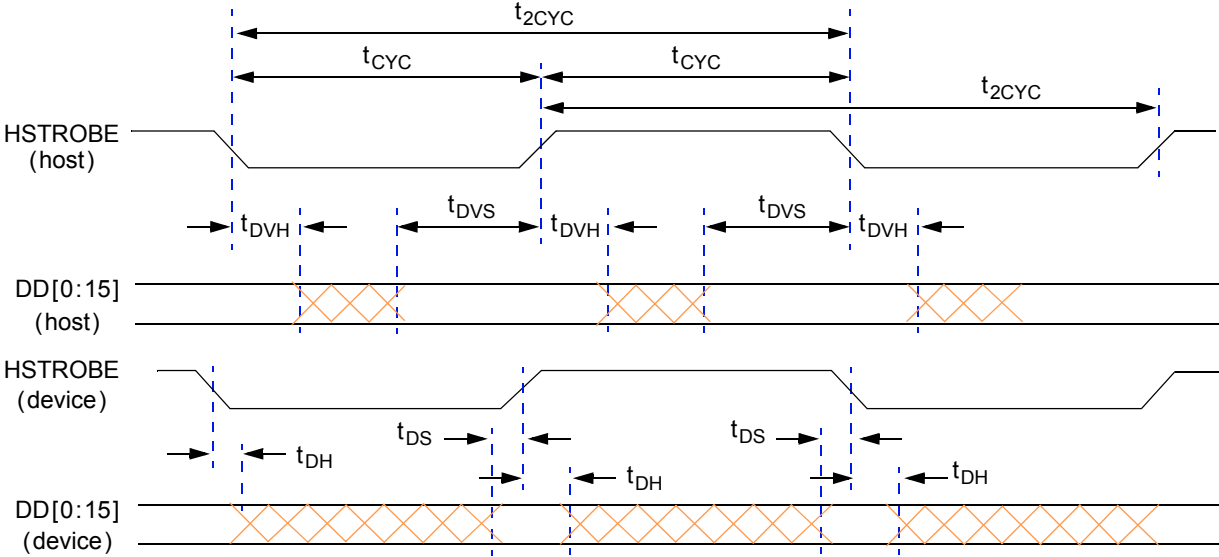 t2CYC
tCYC tCYC
t2CYC
HSTROBE
(host)
tDVH tDVS tDVH tDVS tDVH
DD[0:15]
(host)
HSTROBE
(device)
tDS tDS
tDH tDH tDH
DD[0:15]
(device)